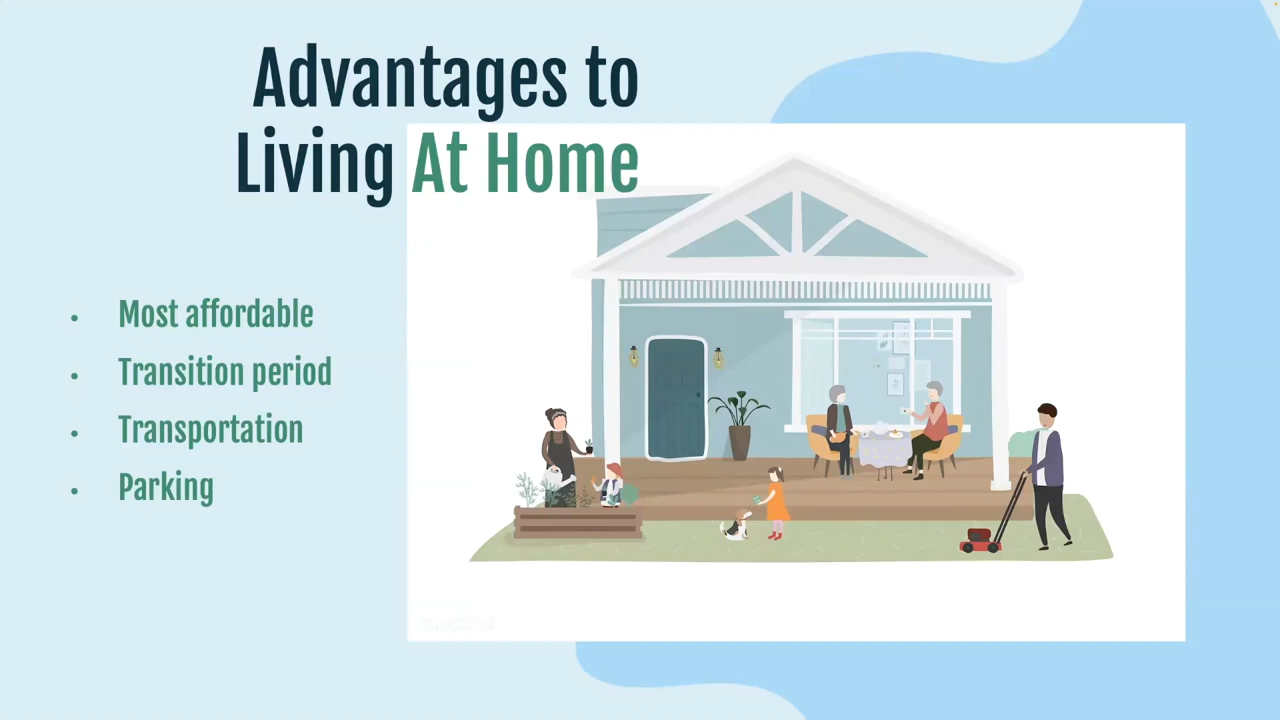 Advantages to
Living At Home
• Most affordable
• Transition period
• Transportation
• Parking